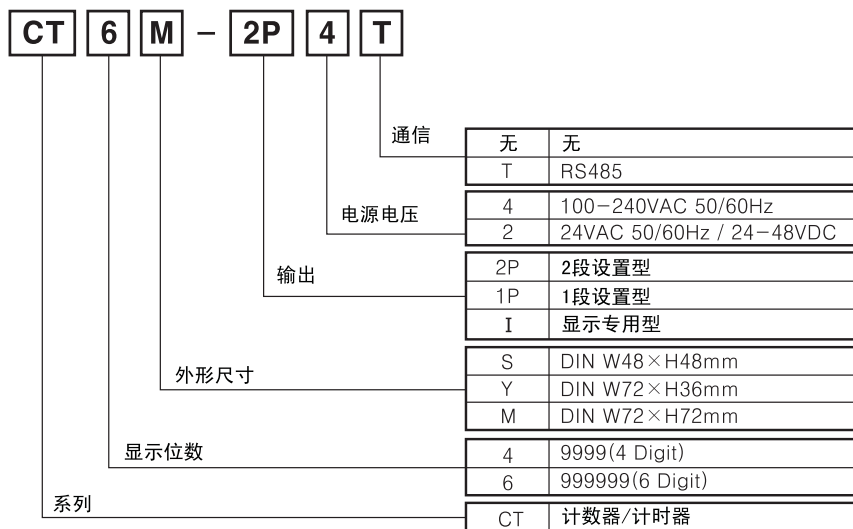 CT 6 M - 2P 4 T
通信
无 无
T RS485
电源电压
4 100-240VAC 50/60Hz
2 24VAC 50/60Hz / 24-48VDC
输出
2P 2段设置型
1P 1段设置型
I 显示专用型
外形尺寸
S DIN W48×H48mm
Y DIN W72×H36mm
M DIN W72×H72mm
显示位数
4 9999(4 Digit)
6 999999(6 Digit)
系列
CT 计数器/计时器